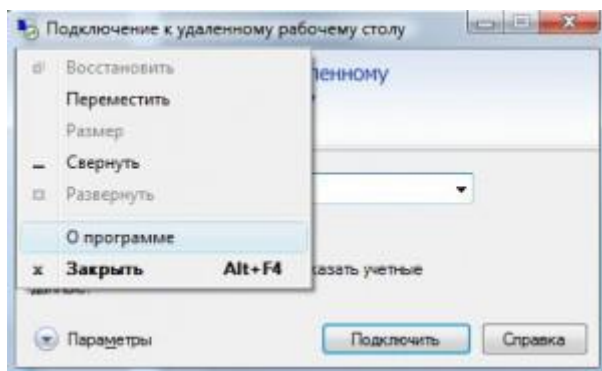 Подключение к удаленному рабочему столу
Восстановить
ленному
Переместить
Размер
Свернуть
Развернуть
О программе
Закрыть Alt+F4
казать учетные
Параметры
Подключить
Справка